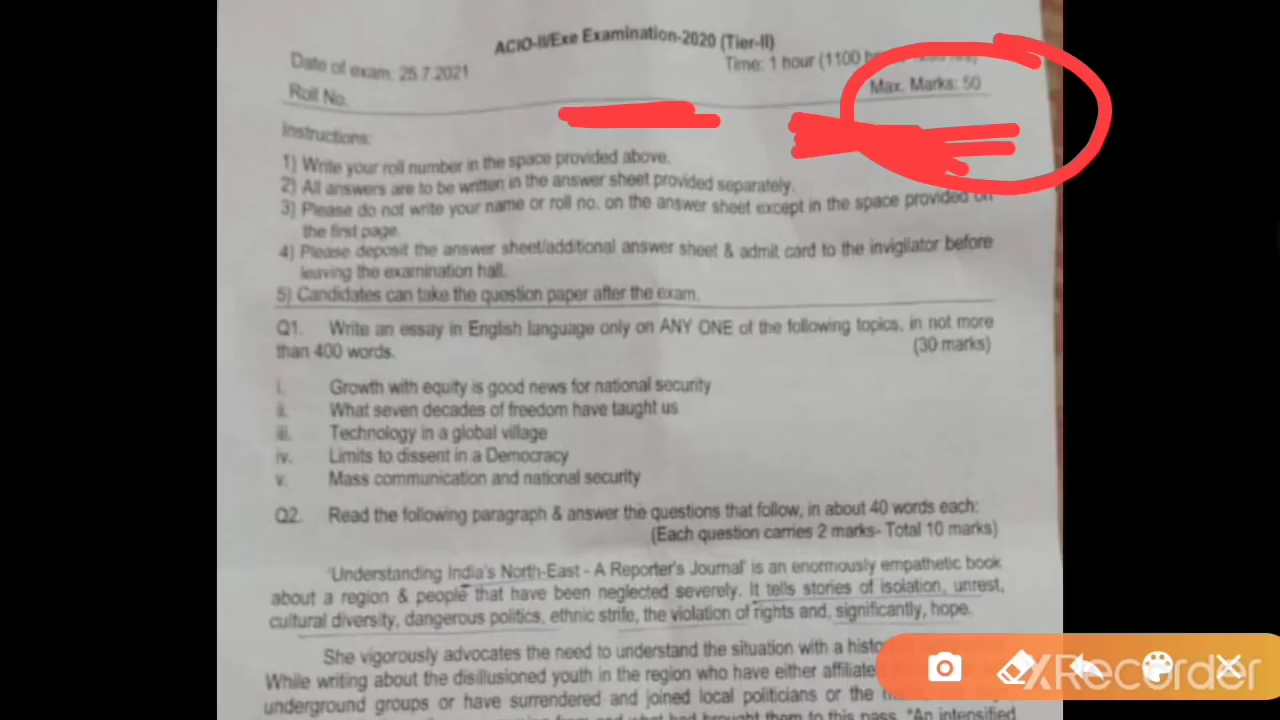 ACIO-II/Exe Examination-2020 (Tier-II)
Date of exam: 25.7.2021
Time: 1 hour (1100
Roll No.
Max. Marks: 50
Instructions:
1) Write your roll number in the space provided above.
2) All answers are to be written in the answer sheet provided separately.
3) Please do not write your name or roll no. on the answer sheet except in the space provided on
the first page.
4) Please deposit the answer sheet/additional answer sheet & admit card to the invigilator before
leaving the examination hall.
5) Candidates can take the question paper after the exam.
Q1. Write an essay in English language only on ANY ONE of the following topics, in not more
than 400 words. (30 marks)
i. Growth with equity is good news for national security
ii. What seven decades of freedom have taught us
iii. Technology in a global village
iv. Limits to dissent in a Democracy
v. Mass communication and national security
Q2. Read the following paragraph & answer the questions that follow, in about 40 words each:
(Each question carries 2 marks- Total 10 marks)
'Understanding India's North-East - A Reporter's Journal' is an enormously empathetic book
about a region & people that have been neglected severely. It tells stories of isolation, unrest,
cultural diversity, dangerous politics, ethnic strife, the violation of rights and, significantly, hope.
She vigorously advocates the need to understand the situation with a
While writing about the disillusioned youth in the region who have either
underground groups or have surrendered and joined local politicians or the
them to this pass. "An intensified
XRecorder